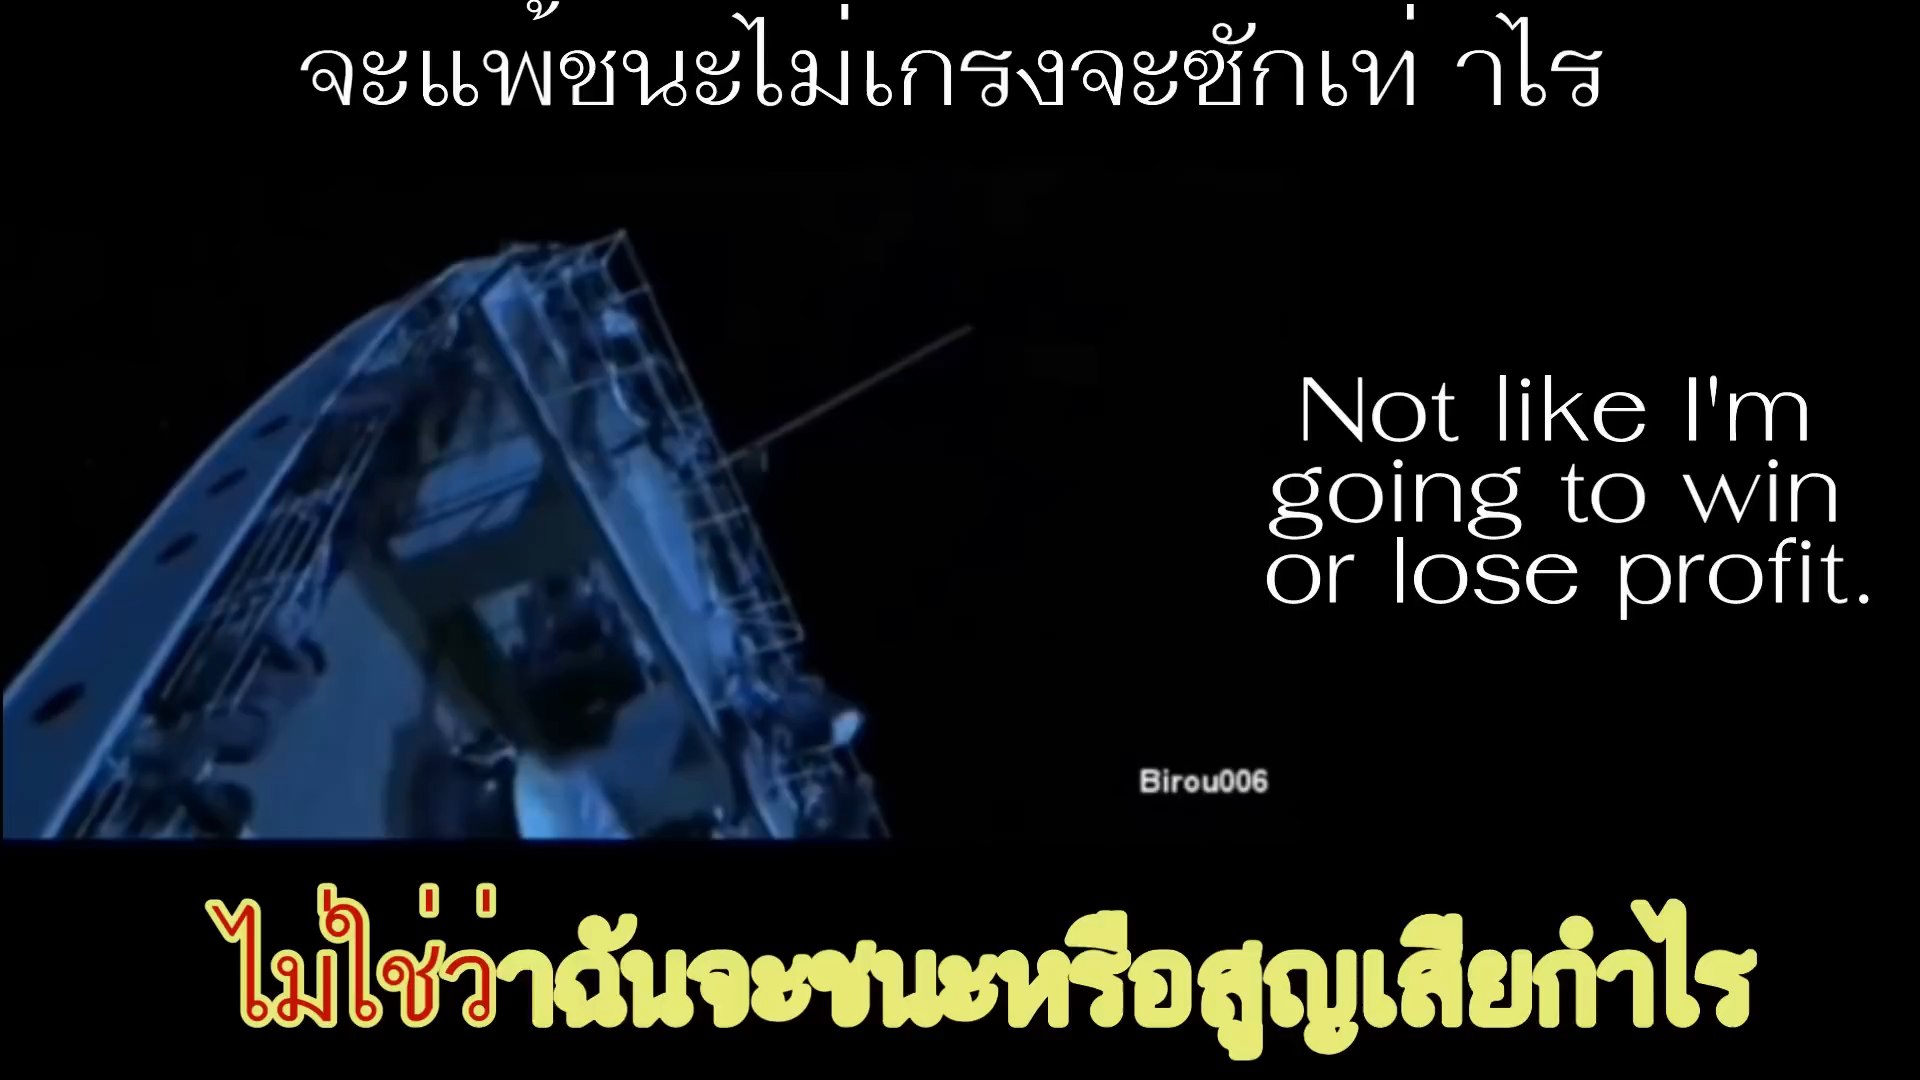 จะแพ้ชนะไม่เกรงจะซักเท่ าไร
Not like I'm
going to win
or lose profit.
Birou006
ไม่ใช่ว่าฉันจะชนะหรือสูญเสียกำไร